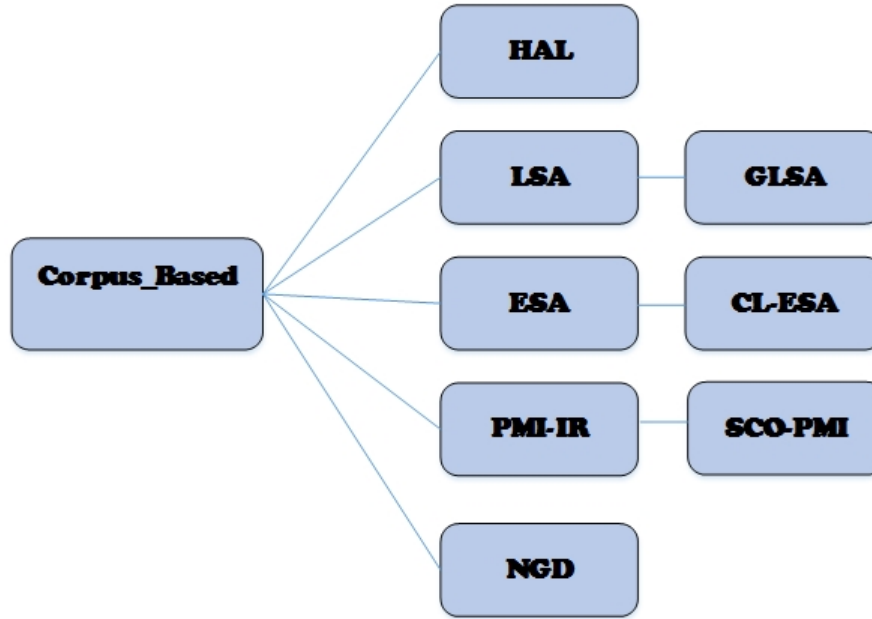 HAL
LSA
GLSA
Corpus_Based
ESA
CL-ESA
PMI-IR
SCO-PMI
NGD